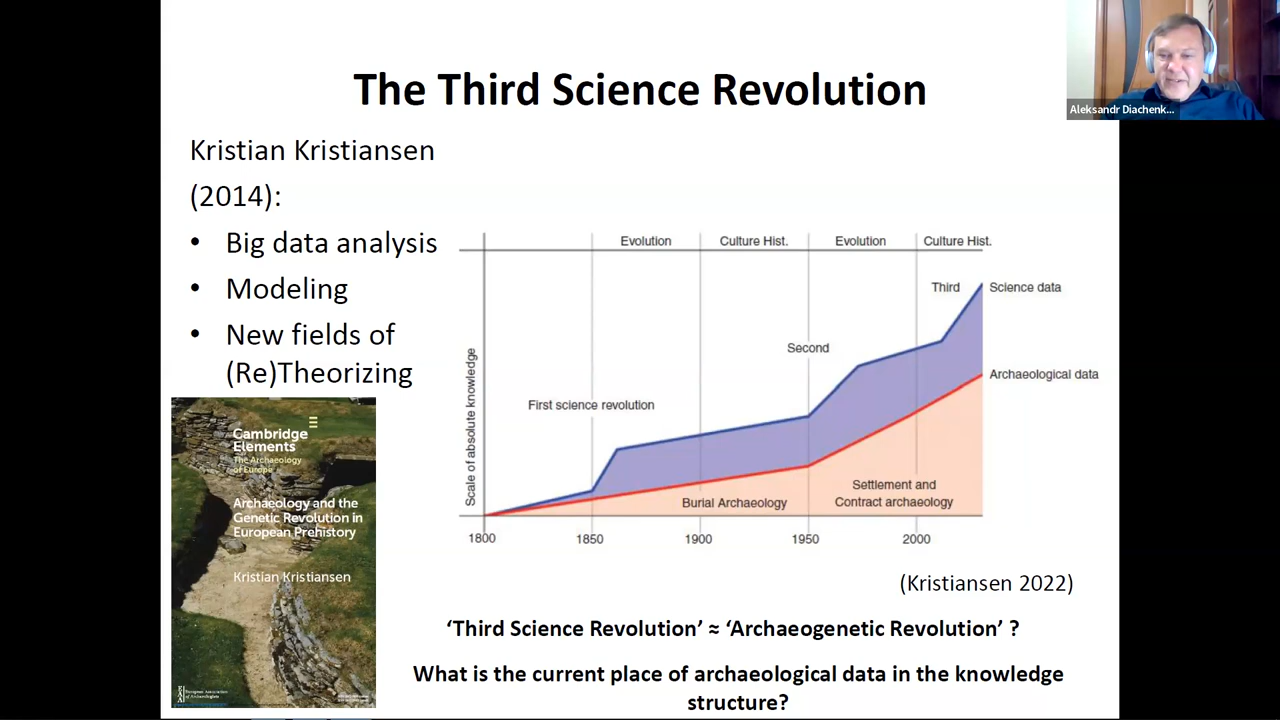 The Third Science Revolution
Aleksandr Diachenk...
Kristian Kristiansen
(2014):
• Big data analysis
• Modeling
• New fields of
(Re)Theorizing
Evolution
Culture Hist.
Evolution
Culture Hist.
Third
Science data
Second
Archaeological data
First science revolution
Scale of absolute knowledge
Burial Archaeology
Settlement and
Contract archaeology
1800
1850
1900
1950
2000
(Kristiansen 2022)
Cambridge
Elements
The Archaeology
of Europe
Archaeology and the
Genetic Revolution in
European Prehistory
Kristian Kristiansen
European Association
of Archaeologists
‘Third Science Revolution’ ≈ ‘Archaeogenetic Revolution’ ?
What is the current place of archaeological data in the knowledge
structure?